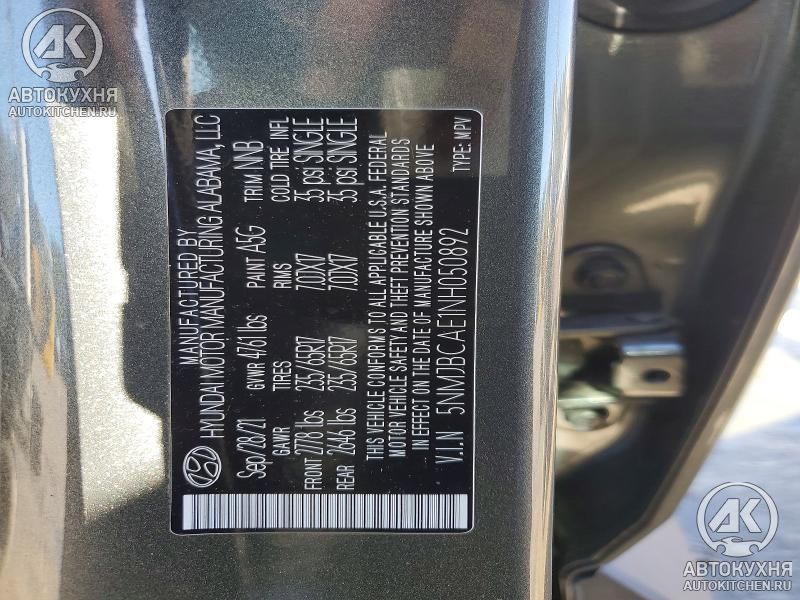 АК
АВТОКУХНЯ
AUTOKITCHEN.RU
MANUFACTURED BY
HYUNDAI MOTOR MANUFACTURING ALABAMA, LLC
Sep/28/21 GVWR 4761 lbs PAINT A5G TRIM NNB
GAWR TIRES RIMS COLD TIRE INFL
FRONT 2778 lbs 235/65R17 7.0JX17 35 psi SINGLE
REAR 2646 lbs 235/65R17 7.0JX17 35 psi SINGLE
THIS VEHICLE CONFORMS TO ALL APPLICABLE U.S.A. FEDERAL
MOTOR VEHICLE SAFETY AND THEFT PREVENTION STANDARDS
IN EFFECT ON THE DATE OF MANUFACTURE SHOWN ABOVE
V.I.N 5NMJBCAE1NH050892
TYPE: MPV
АК
АВТОКУХНЯ
AUTOKITCHEN.RU